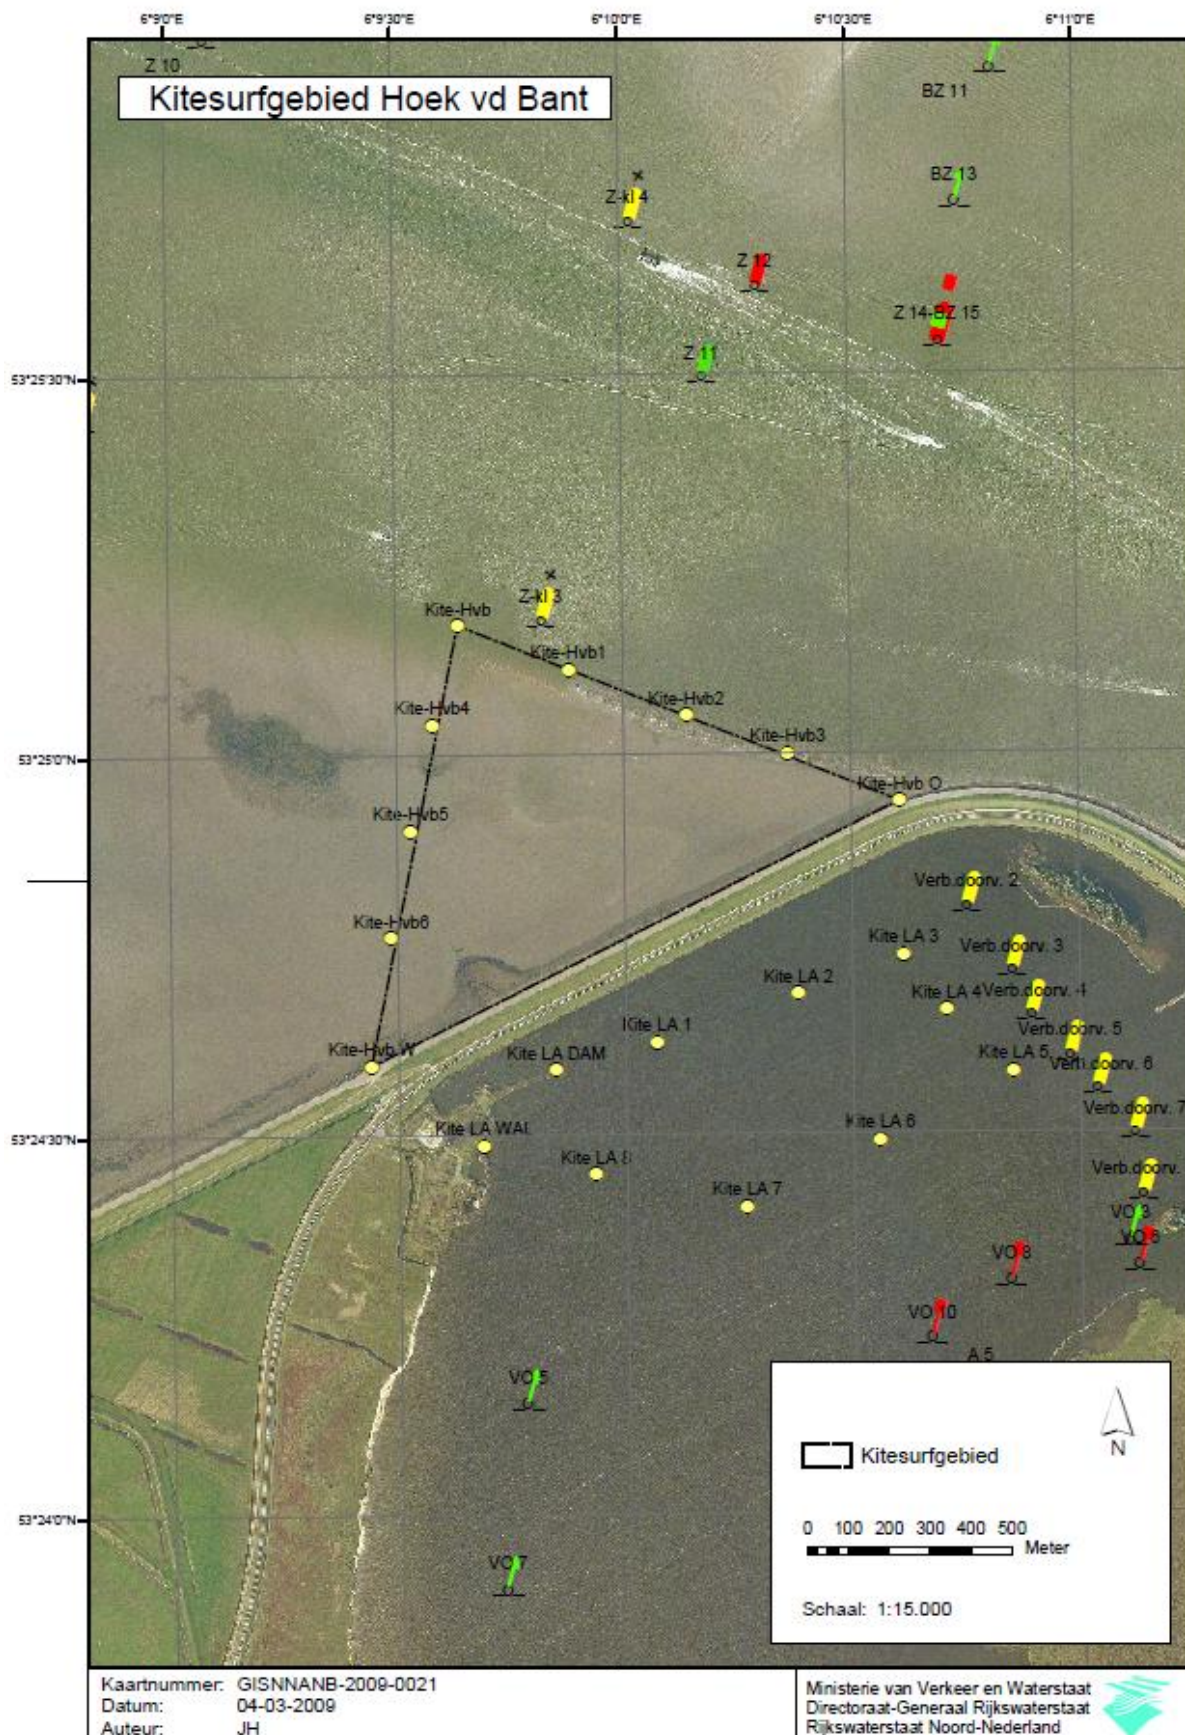 6°9'0"E 6°9'30"E 6°10'0"E 6°10'30"E 6°11'0"E
Z 10
Kitesurfgebied Hoek vd Bant
BZ 11
BZ 13
Z-kl 4
Z 12
Z 14-BZ 15
Z 11
53°25'30"N
Z-kl 3
Kite-Hvb
Kite-Hvb1
Kite-Hvb2
Kite-Hvb4
Kite-Hvb3
53°25'0"N
Kite-Hvb O
Kite-Hvb5
Verb.doorv. 2
Kite-Hvb6
Kite LA 3
Verb.doorv. 3
Kite LA 2
Kite LA 4
Verb.doorv. 4
Kite LA 1
Verb.doorv. 5
Kite-Hvb W
Kite LA DAM
Kite LA 5
Verb.doorv. 6
Verb.doorv. 7
Kite LA 6
53°24'30"N
Kite LA WAL
Kite LA 8
Verb.doorv.
Kite LA 7
VO 3
VO 6
VO 8
VO 10
A 5
VO 5
N
Kitesurfgebied
0 100 200 300 400 500
Meter
53°24'0"N
VO 7
Schaal: 1:15.000
Kaartnummer: GISNNANB-2009-0021
Datum: 04-03-2009
Auteur: JH
Ministerie van Verkeer en Waterstaat
Directoraat-Generaal Rijkswaterstaat
Rijkswaterstaat Noord-Nederland